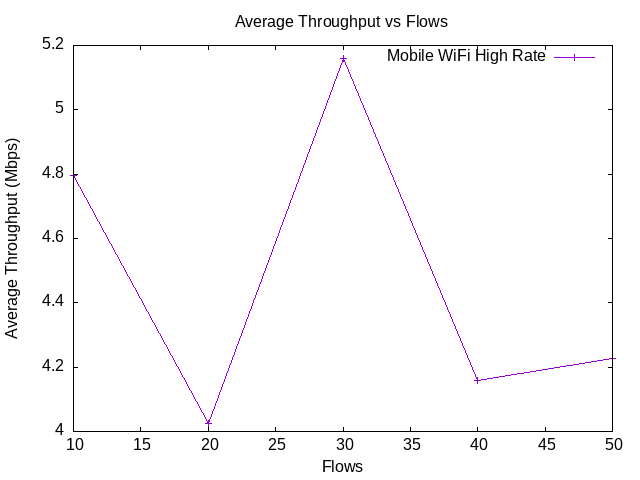 Average Throughput vs Flows
Mobile WiFi High Rate
5.2
5
4.8
4.6
4.4
4.2
4
Average Throughput (Mbps)
10 15 20 25 30 35 40 45 50
Flows